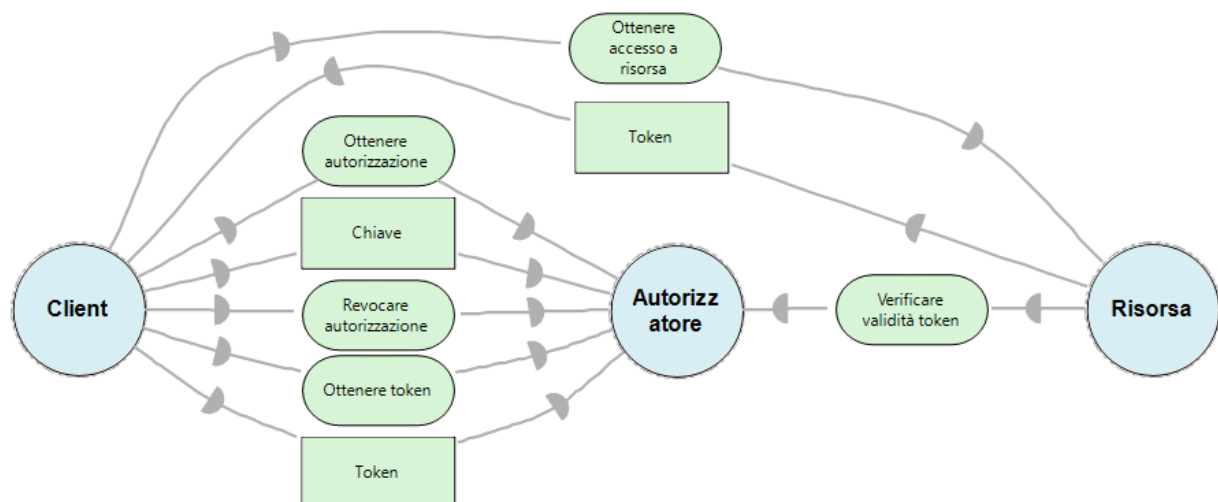 Ottenere
accesso a
risorsa
Token
Ottenere
autorizzazione
Chiave
Client
Revocare
autorizzazione
Autorizz
atore
Verificare
validità token
Risorsa
Ottenere token
Token